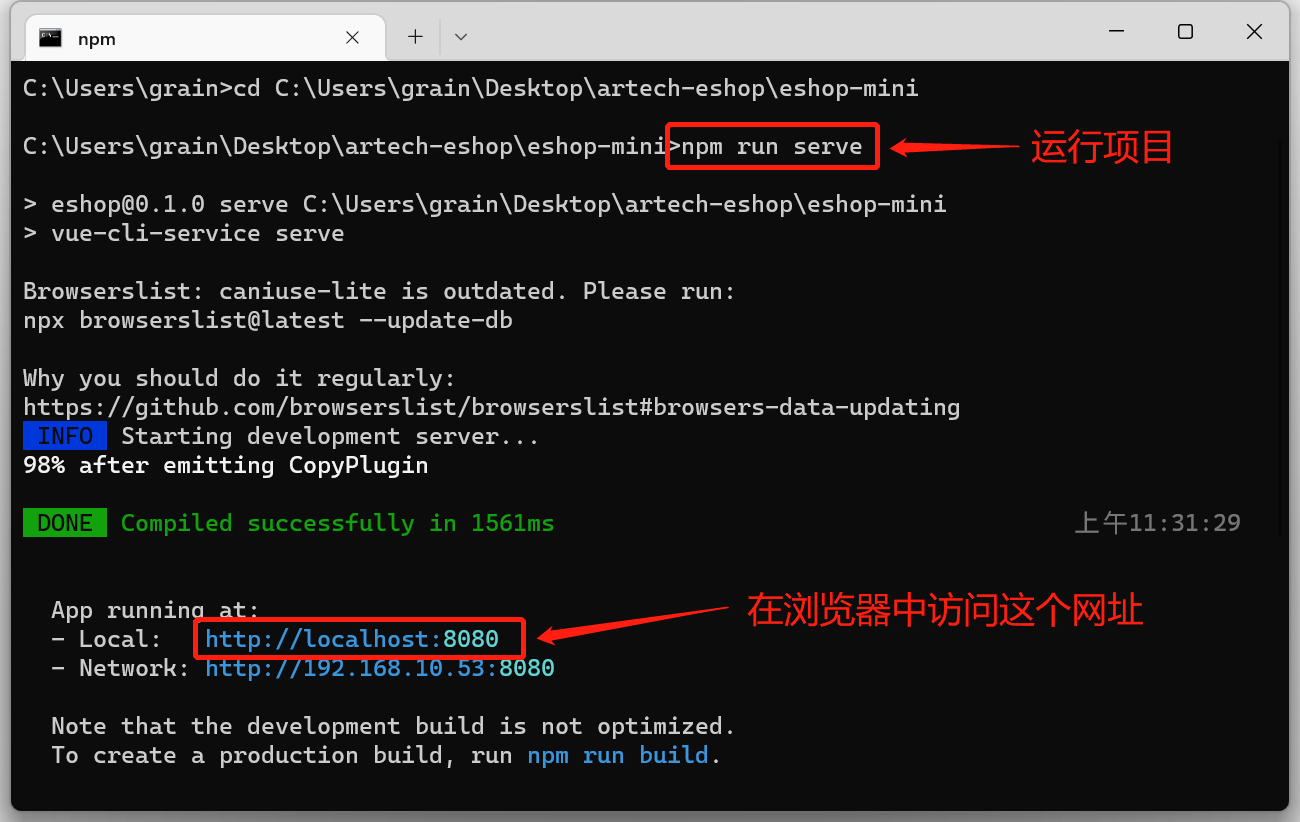 npm
C:\Users\grain>cd C:\Users\grain\Desktop\artech-eshop\eshop-mini
C:\Users\grain\Desktop\artech-eshop\eshop-mini>npm run serve
运行项目
> eshop@0.1.0 serve C:\Users\grain\Desktop\artech-eshop\eshop-mini
> vue-cli-service serve
Browserslist: caniuse-lite is outdated. Please run:
npx browserslist@latest --update-db
Why you should do it regularly:
https://github.com/browserslist/browserslist#browsers-data-updating
INFO Starting development server...
98% after emitting CopyPlugin
DONE Compiled successfully in 1561ms 上午11:31:29
App running at:
在浏览器中访问这个网址
- Local: http://localhost:8080
- Network: http://192.168.10.53:8080
Note that the development build is not optimized.
To create a production build, run npm run build.